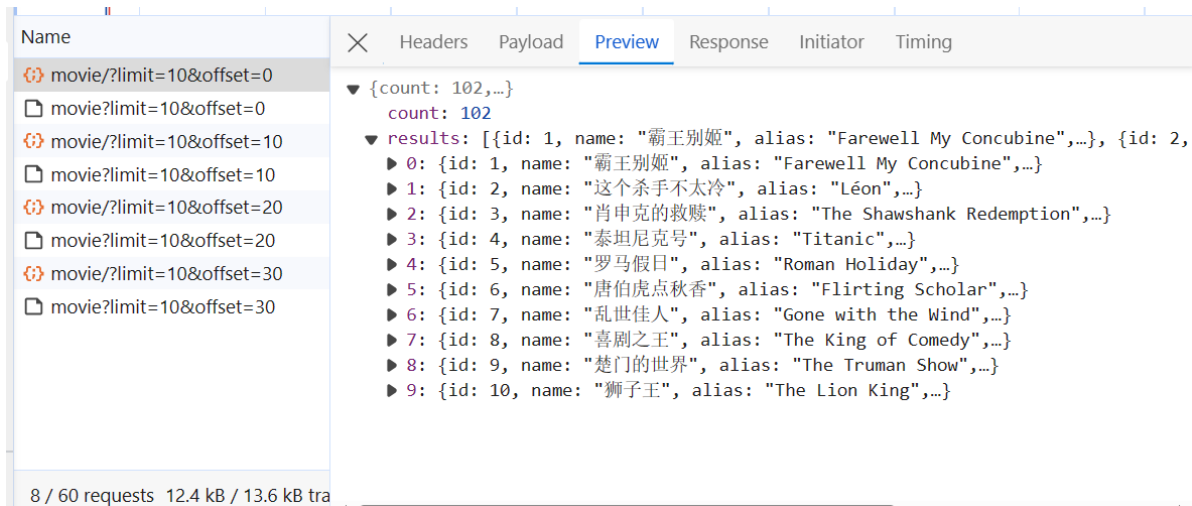 Name
movie/?limit=10&offset=0
movie?limit=10&offset=0
movie/?limit=10&offset=10
movie?limit=10&offset=10
movie/?limit=10&offset=20
movie?limit=10&offset=20
movie/?limit=10&offset=30
movie?limit=10&offset=30
8 / 60 requests 12.4 kB / 13.6 kB tra
Headers Payload Preview Response Initiator Timing
{count: 102,…}
count: 102
results: [{id: 1, name: "霸王别姬", alias: "Farewell My Concubine",…}, {id: 2,
0: {id: 1, name: "霸王别姬", alias: "Farewell My Concubine",…}
1: {id: 2, name: "这个杀手不太冷", alias: "Léon",…}
2: {id: 3, name: "肖申克的救赎", alias: "The Shawshank Redemption",…}
3: {id: 4, name: "泰坦尼克号", alias: "Titanic",…}
4: {id: 5, name: "罗马假日", alias: "Roman Holiday",…}
5: {id: 6, name: "唐伯虎点秋香", alias: "Flirting Scholar",…}
6: {id: 7, name: "乱世佳人", alias: "Gone with the Wind",…}
7: {id: 8, name: "喜剧之王", alias: "The King of Comedy",…}
8: {id: 9, name: "楚门的世界", alias: "The Truman Show",…}
9: {id: 10, name: "狮子王", alias: "The Lion King",…}